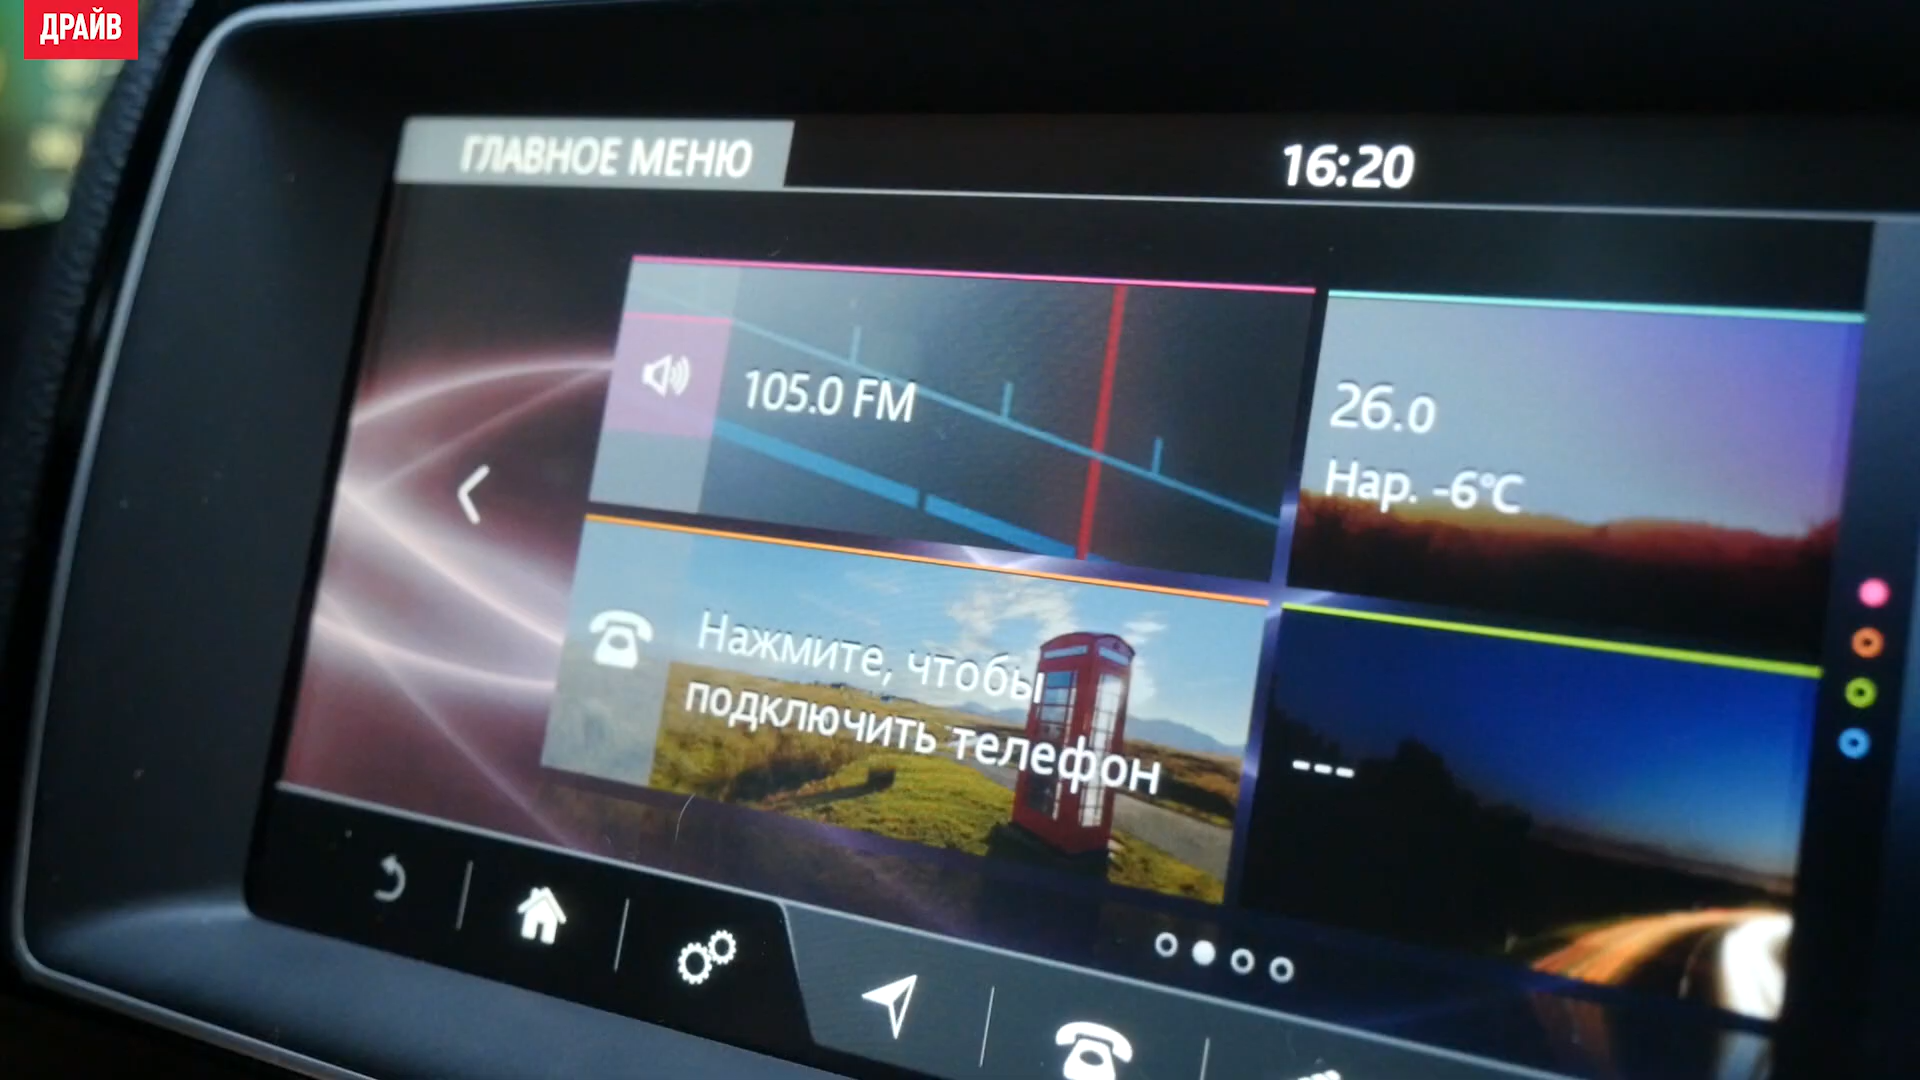 ДРАЙВ
ГЛАВНОЕ МЕНЮ
16:20
105.0 FM
26.0
Нар. -6°C
Нажмите, чтобы
подключить телефон
---